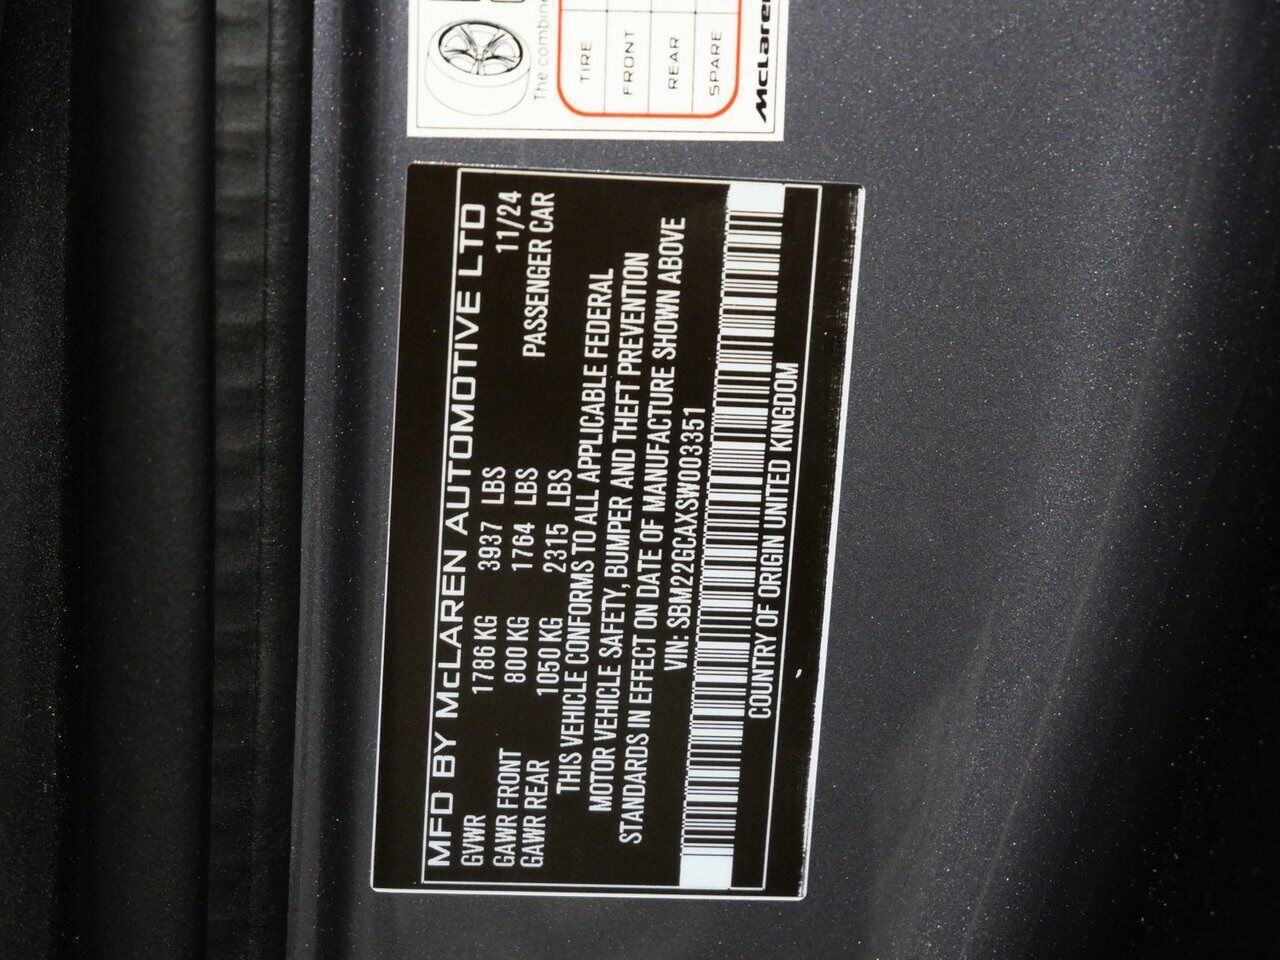 The combine
TIRE
FRONT
REAR
SPARE
McLaren
MFD BY McLAREN AUTOMOTIVE LTD
GVWR 1786 KG 3937 LBS 11/24
GAWR FRONT 800 KG 1764 LBS PASSENGER CAR
GAWR REAR 1050 KG 2315 LBS
THIS VEHICLE CONFORMS TO ALL APPLICABLE FEDERAL
MOTOR VEHICLE SAFETY, BUMPER AND THEFT PREVENTION
STANDARDS IN EFFECT ON DATE OF MANUFACTURE SHOWN ABOVE
VIN: SBM22GCAXSW003351
COUNTRY OF ORIGIN UNITED KINGDOM